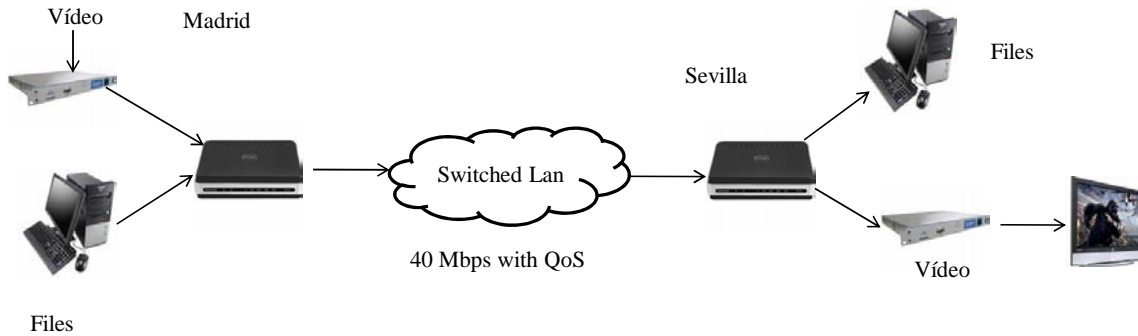 Vídeo
Madrid
Files
Sevilla
Switched Lan
40 Mbps with QoS
Vídeo
Files